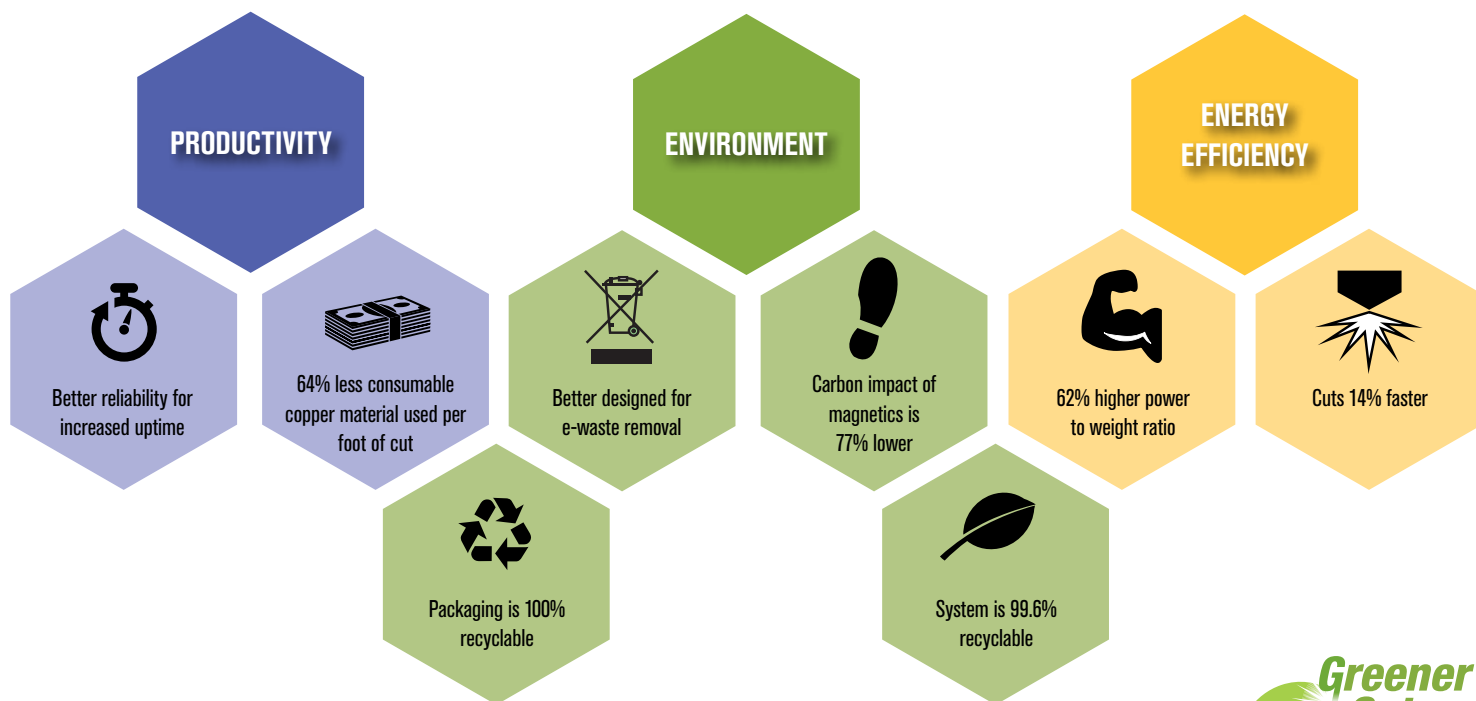 PRODUCTIVITY
ENVIRONMENT
ENERGY
EFFICIENCY
Better reliability for
increased uptime
64% less consumable
copper material used per
foot of cut
Better designed for
e-waste removal
Carbon impact of
magnetics is
77% lower
62% higher power
to weight ratio
Cuts 14% faster
Packaging is 100%
recyclable
System is 99.6%
recyclable
Greener